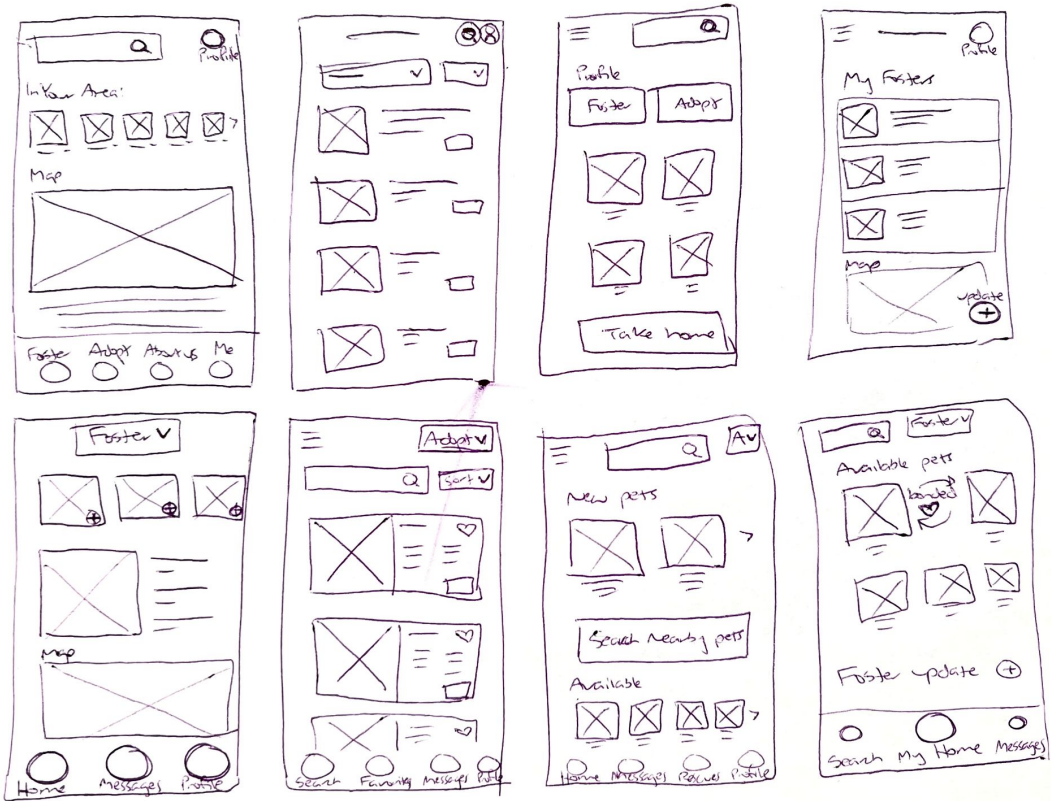 Profile
In Your Area:
Map
Foster Adopt About us Me
Profile
Foster Adopt
Take home
Profile
My Fosters
Map
update
Foster
Map
Home Messages Profile
Adopt
Sort
Search Favorites Messages Profile
A
New pets
Search Nearby pets
Available
Home Messages Rescues Profile
Foster
Available pets
bonded
Foster update
Search My Home Messages